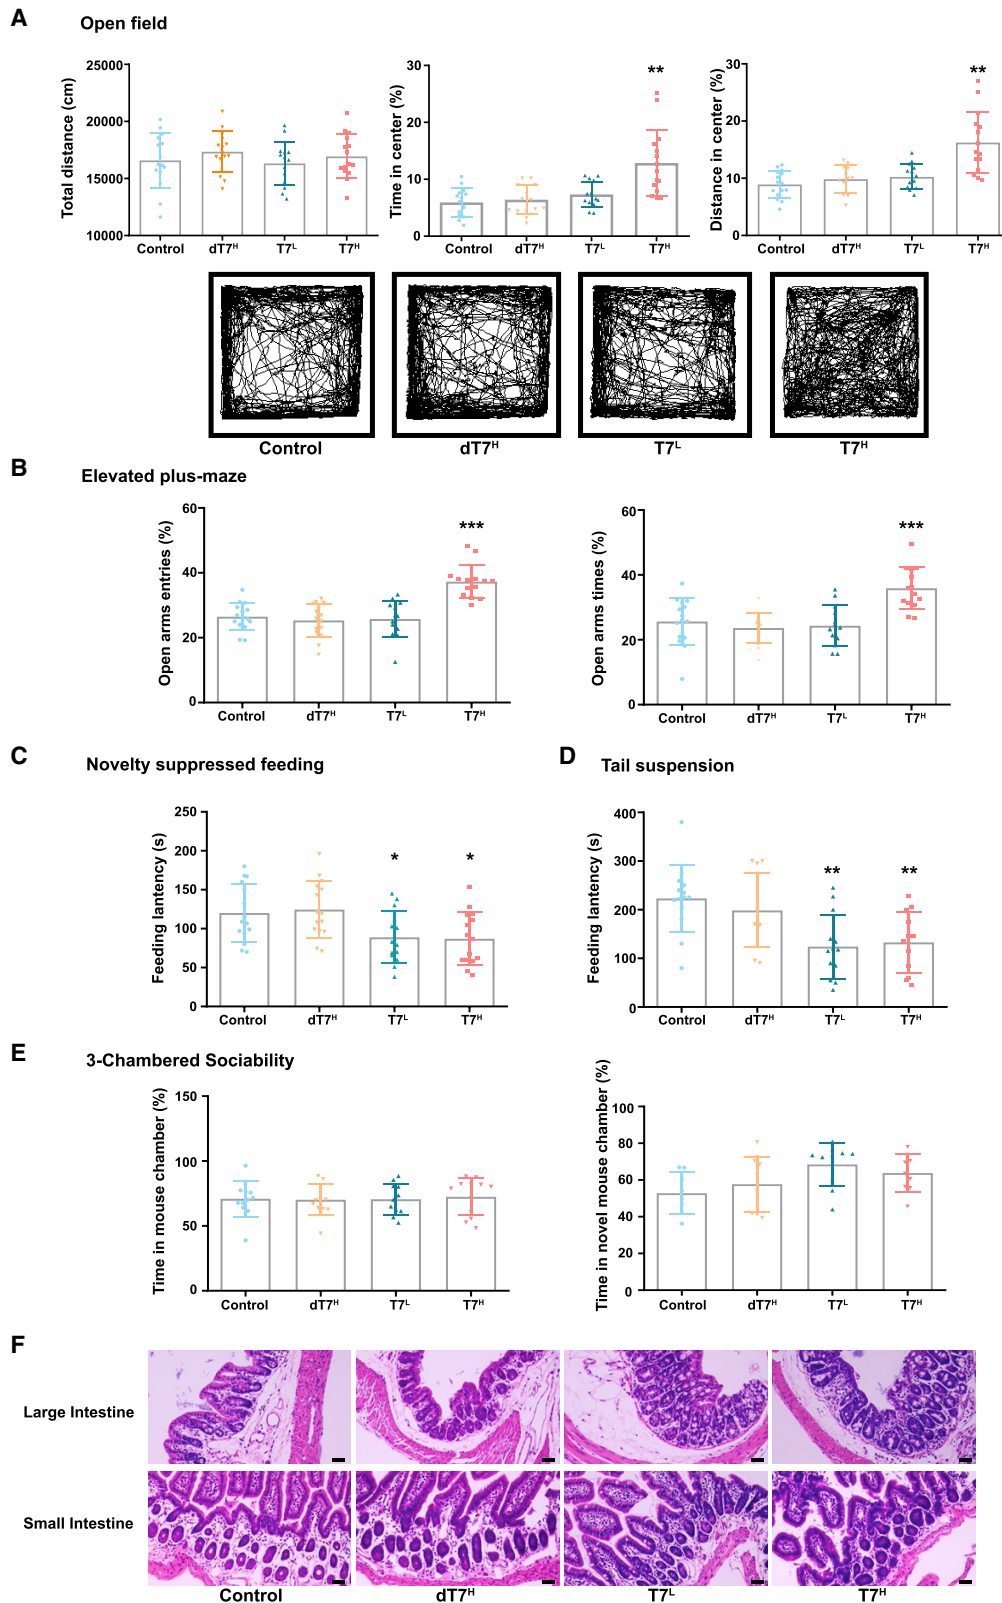 A
Open field
Total distance (cm)
25000
20000
15000
10000
Control dT7ᴴ T7ᴸ T7ᴴ
Time in center (%)
30
20
10
0
**
Control dT7ᴴ T7ᴸ T7ᴴ
Distance in center (%)
30
20
10
0
**
Control dT7ᴴ T7ᴸ T7ᴴ
Control dT7ᴴ T7ᴸ T7ᴴ
B
Elevated plus-maze
Open arms entries (%)
60
40
20
0
***
Control dT7ᴴ T7ᴸ T7ᴴ
Open arms times (%)
60
40
20
0
***
Control dT7ᴴ T7ᴸ T7ᴴ
C
Novelty suppressed feeding
Feeding lantency (s)
250
200
150
100
50
0
* *
Control dT7ᴴ T7ᴸ T7ᴴ
D
Tail suspension
Feeding lantency (s)
400
300
200
100
0
** **
Control dT7ᴴ T7ᴸ T7ᴴ
E
3-Chambered Sociability
Time in mouse chamber (%)
150
100
50
0
Control dT7ᴴ T7ᴸ T7ᴴ
Time in novel mouse chamber (%)
100
80
60
40
20
0
Control dT7ᴴ T7ᴸ T7ᴴ
F
Large Intestine
Small Intestine
Control dT7ᴴ T7ᴸ T7ᴴ